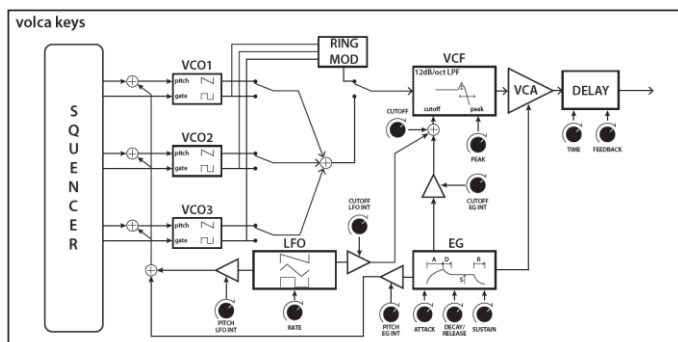 volca keys
S
Q
U
E
N
C
E
R
VCO1
pitch
gate
VCO2
pitch
gate
VCO3
pitch
gate
RING
MOD
VCF
12dB/oct LPF
cutoff
peak
VCA
DELAY
CUTOFF
PEAK
TIME
FEEDBACK
CUTOFF
EG INT
CUTOFF
LFO INT
LFO
EG
A
D
R
S
PITCH
LFO INT
RATE
PITCH
EG INT
ATTACK
DECAY/
RELEASE
SUSTAIN